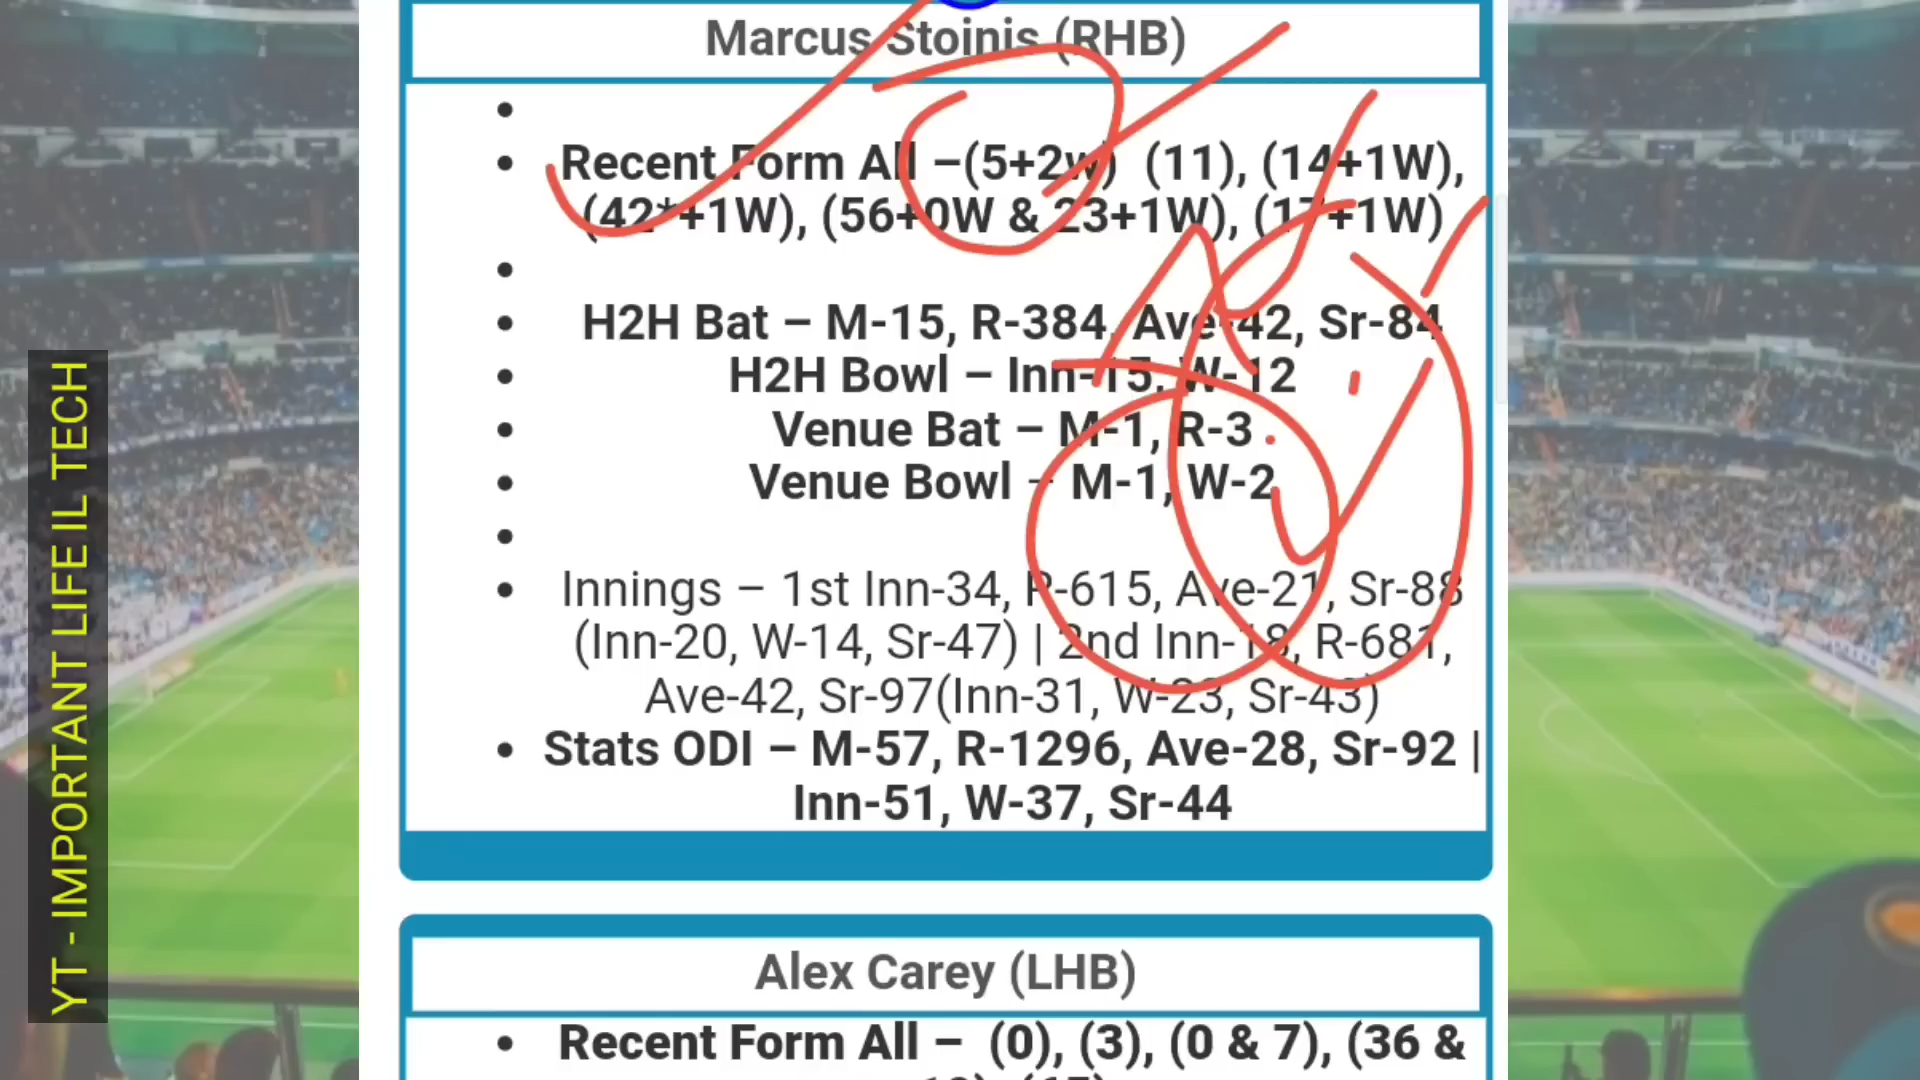 YT - IMPORTANT LIFE IL TECH
Marcus Stoinis (RHB)
Recent Form All –(5+2w) (11), (14+1W),
(42*+1W), (56+0W & 23+1W), (17+1W)
H2H Bat – M-15, R-384, Ave-42, Sr-84
H2H Bowl – Inn-15, W-12
Venue Bat – M-1, R-3
Venue Bowl – M-1, W-2
Innings – 1st Inn-34, R-615, Ave-21, Sr-88
(Inn-20, W-14, Sr-47) | 2nd Inn-18, R-681,
Ave-42, Sr-97(Inn-31, W-23, Sr-43)
Stats ODI – M-57, R-1296, Ave-28, Sr-92 |
Inn-51, W-37, Sr-44
Alex Carey (LHB)
Recent Form All – (0), (3), (0 & 7), (36 &